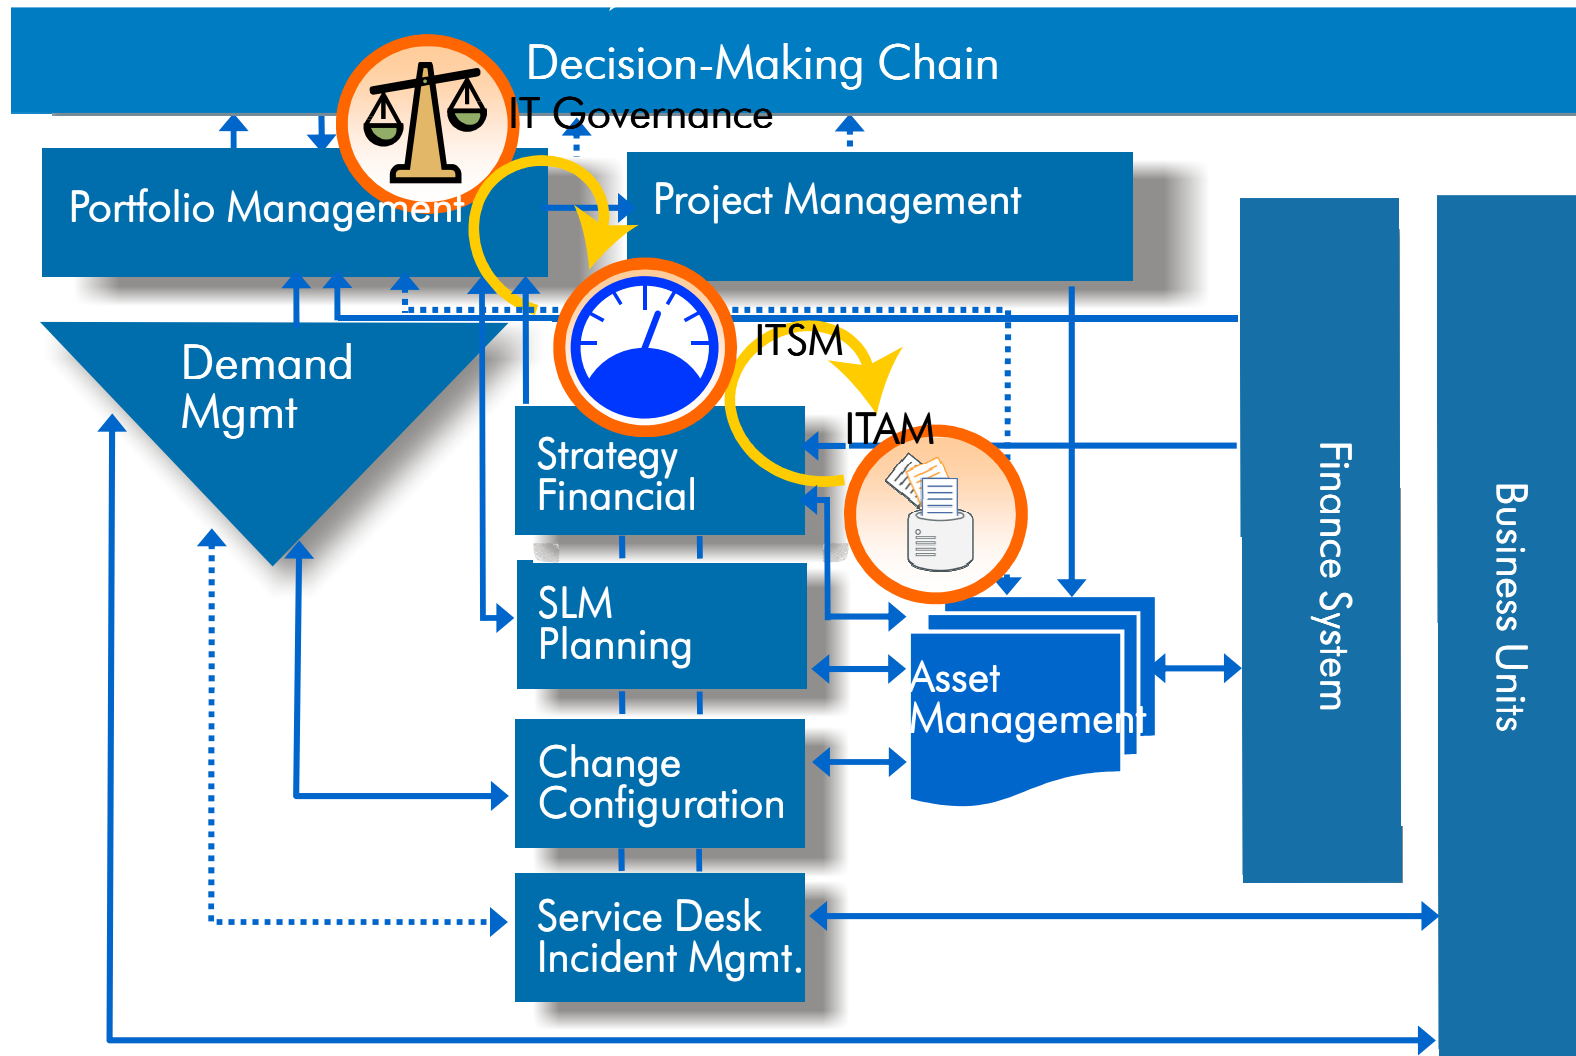 Decision-Making Chain
IT Governance
Portfolio Management
Project Management
Demand
Mgmt
ITSM
ITAM
Strategy
Financial
SLM
Planning
Asset
Management
Change
Configuration
Service Desk
Incident Mgmt.
Finance System
Business Units